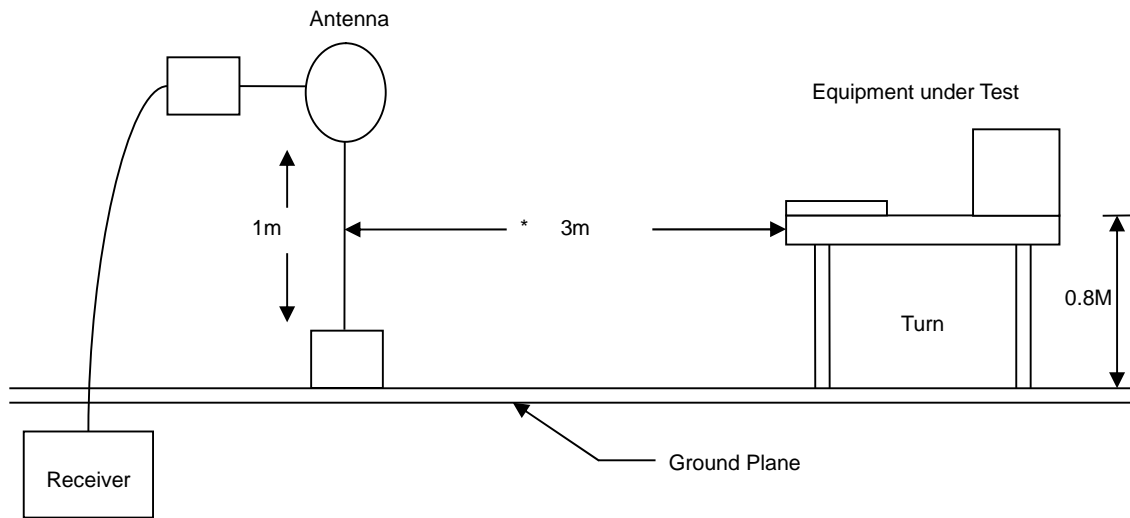 Antenna
Equipment under Test
1m
* 3m
0.8M
Turn
Receiver
Ground Plane